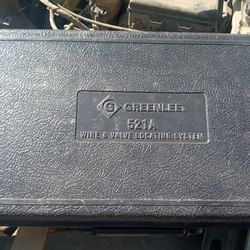 G GREENLEE
521A
WIRE & VALVE LOCATING SYSTEM